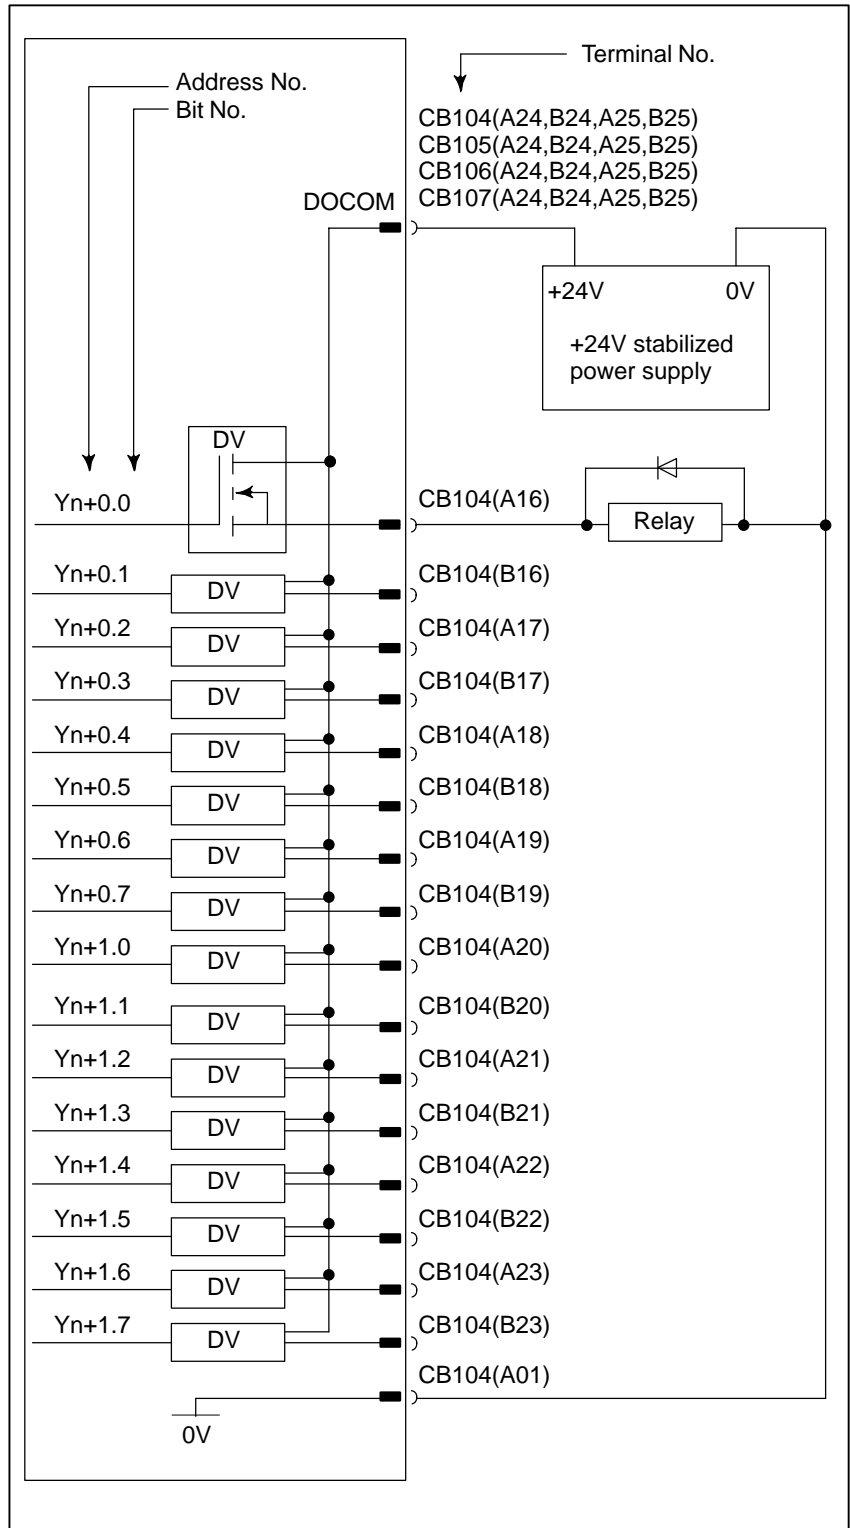 Terminal No.
Address No.
Bit No.
CB104(A24,B24,A25,B25)
CB105(A24,B24,A25,B25)
CB106(A24,B24,A25,B25)
CB107(A24,B24,A25,B25)
DOCOM
+24V 0V
+24V stabilized
power supply
DV
Yn+0.0 CB104(A16)
Relay
Yn+0.1 DV CB104(B16)
Yn+0.2 DV CB104(A17)
Yn+0.3 DV CB104(B17)
Yn+0.4 DV CB104(A18)
Yn+0.5 DV CB104(B18)
Yn+0.6 DV CB104(A19)
Yn+0.7 DV CB104(B19)
Yn+1.0 DV CB104(A20)
Yn+1.1 DV CB104(B20)
Yn+1.2 DV CB104(A21)
Yn+1.3 DV CB104(B21)
Yn+1.4 DV CB104(A22)
Yn+1.5 DV CB104(B22)
Yn+1.6 DV CB104(A23)
Yn+1.7 DV CB104(B23)
CB104(A01)
0V